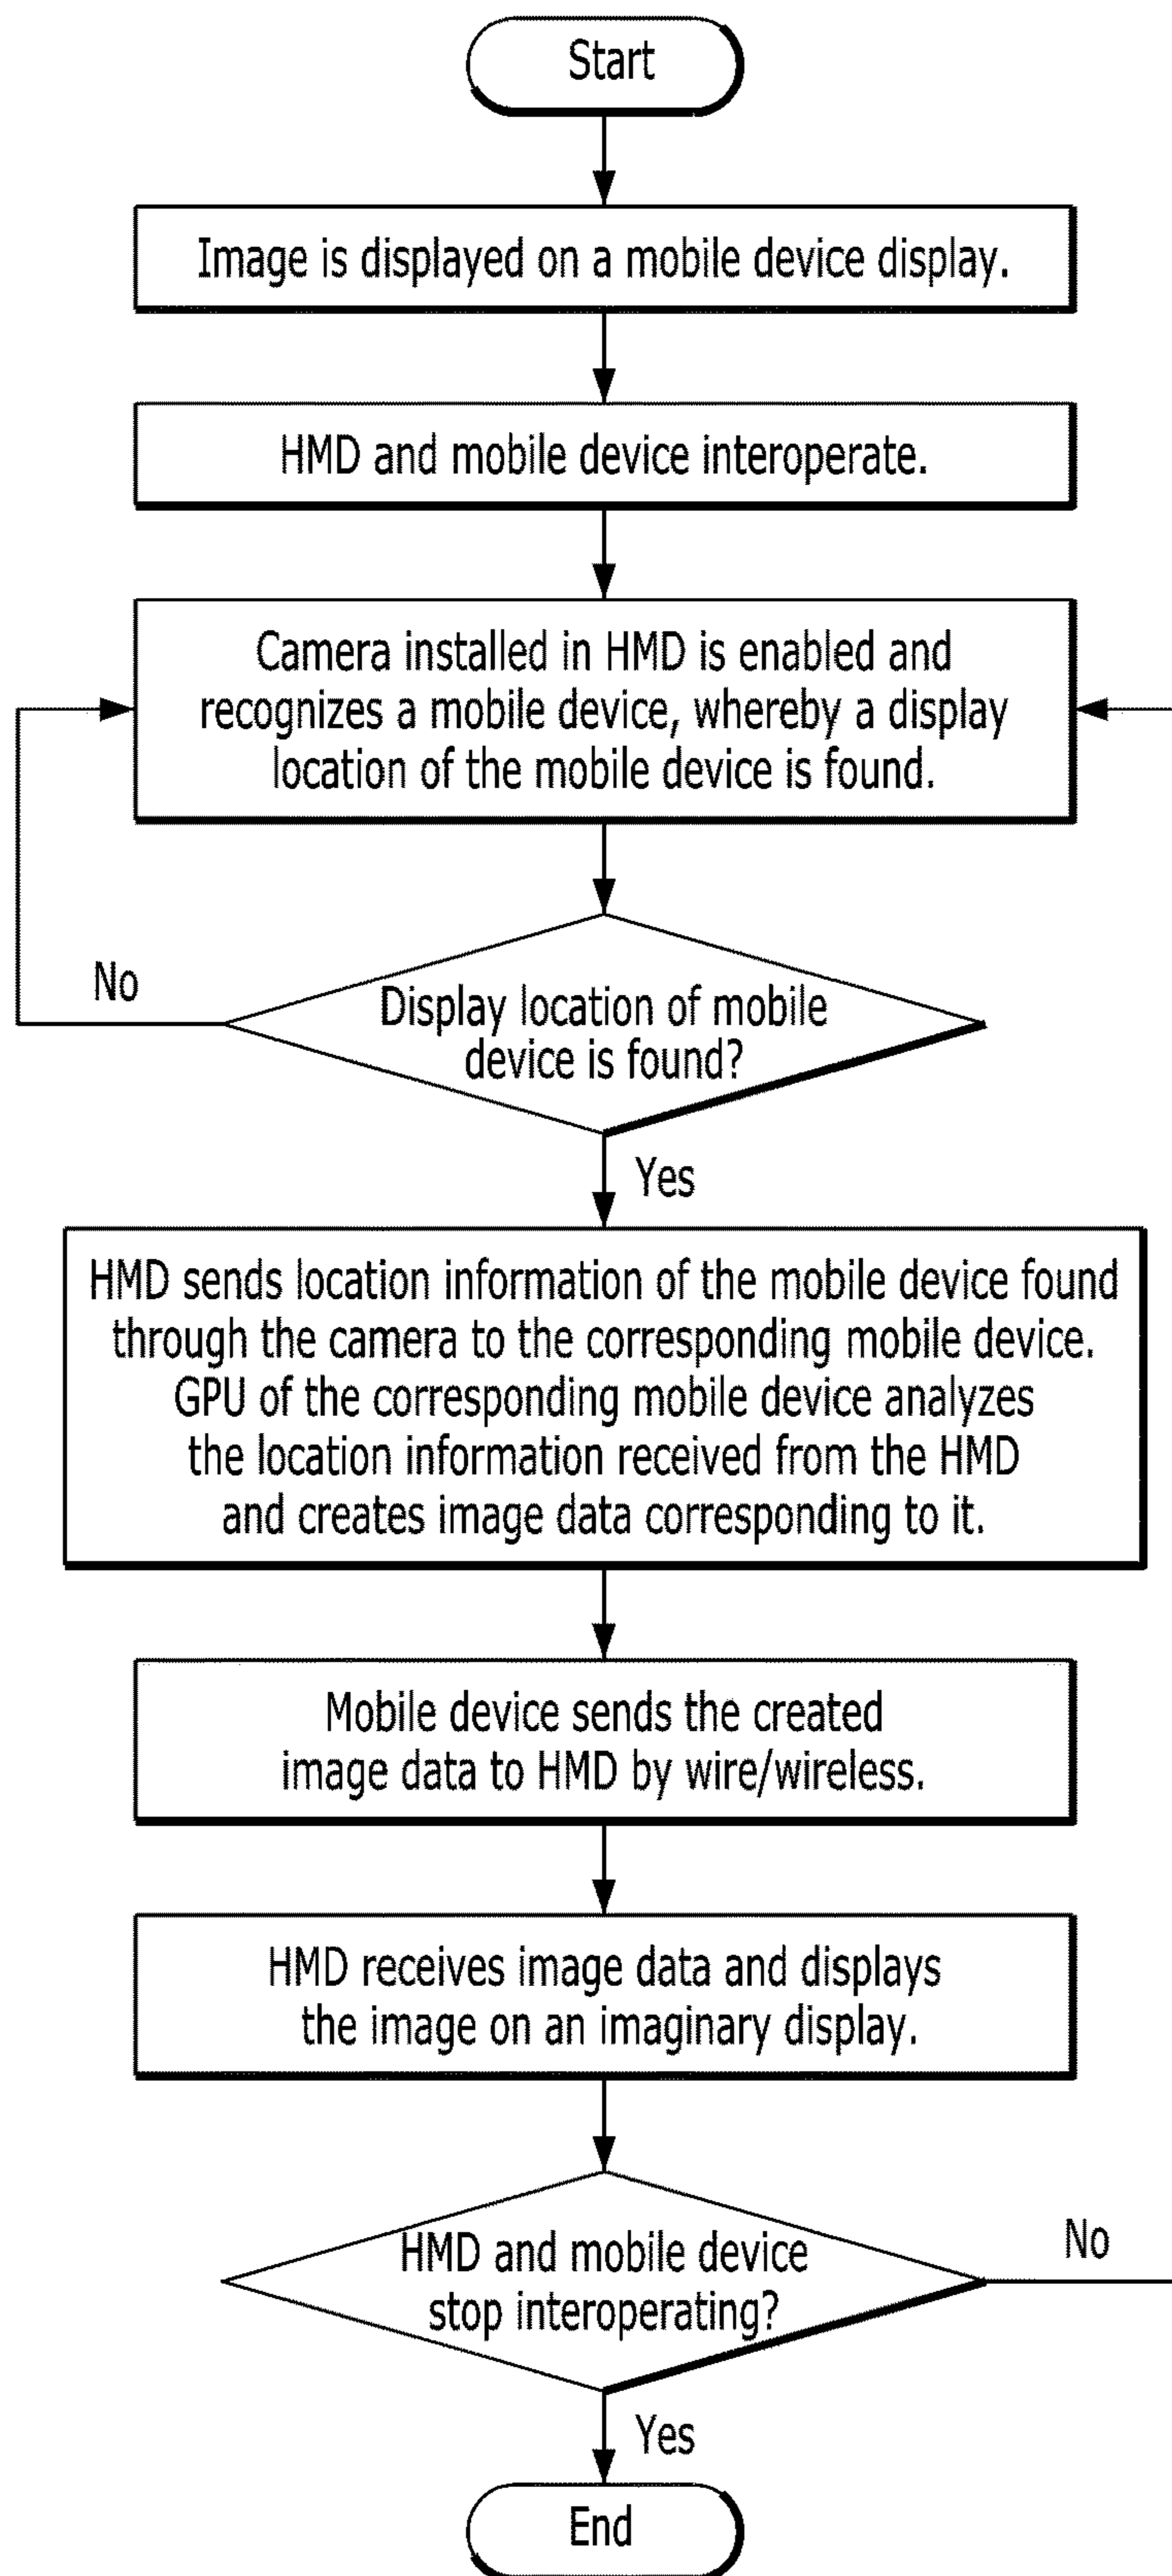 Start
Image is displayed on a mobile device display.
HMD and mobile device interoperate.
Camera installed in HMD is enabled and
recognizes a mobile device, whereby a display
location of the mobile device is found.
No
Display location of mobile
device is found?
Yes
HMD sends location information of the mobile device found
through the camera to the corresponding mobile device.
GPU of the corresponding mobile device analyzes
the location information received from the HMD
and creates image data corresponding to it.
Mobile device sends the created
image data to HMD by wire/wireless.
HMD receives image data and displays
the image on an imaginary display.
HMD and mobile device
stop interoperating?
No
Yes
End